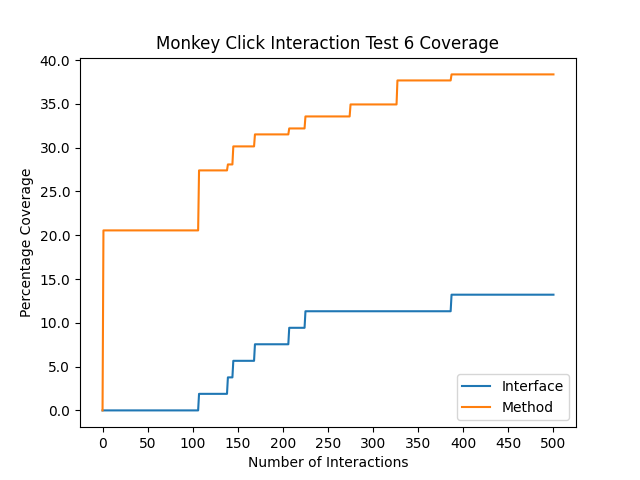 Monkey Click Interaction Test 6 Coverage
Percentage Coverage
40.0
35.0
30.0
25.0
20.0
15.0
10.0
5.0
0.0
Interface
Method
0 50 100 150 200 250 300 350 400 450 500
Number of Interactions